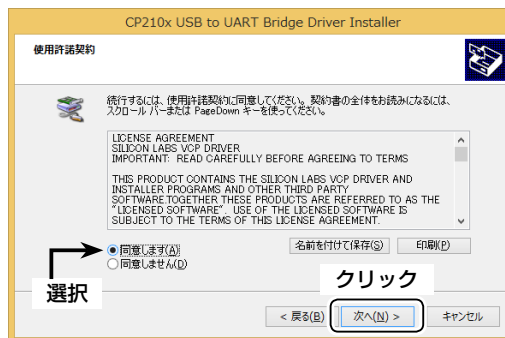 CP210x USB to UART Bridge Driver Installer
使用許諾契約
続行するには、使用許諾契約に同意してください。契約書の全体をお読みになるには、
スクロール バーまたは PageDown キーを使ってください。
LICENSE AGREEMENT
SILICON LABS VCP DRIVER
IMPORTANT:  READ CAREFULLY BEFORE AGREEING TO TERMS
THIS PRODUCT CONTAINS THE SILICON LABS VCP DRIVER AND
INSTALLER PROGRAMS AND OTHER THIRD PARTY
SOFTWARE.TOGETHER THESE PRODUCTS ARE REFERRED TO AS THE
"LICENSED SOFTWARE".  USE OF THE LICENSED SOFTWARE IS
SUBJECT TO THE TERMS OF THIS LICENSE AGREEMENT.
同意します(A)
名前を付けて保存(S)
印刷(P)
同意しません(D)
選択
クリック
< 戻る(B)
次へ(N) >
キャンセル